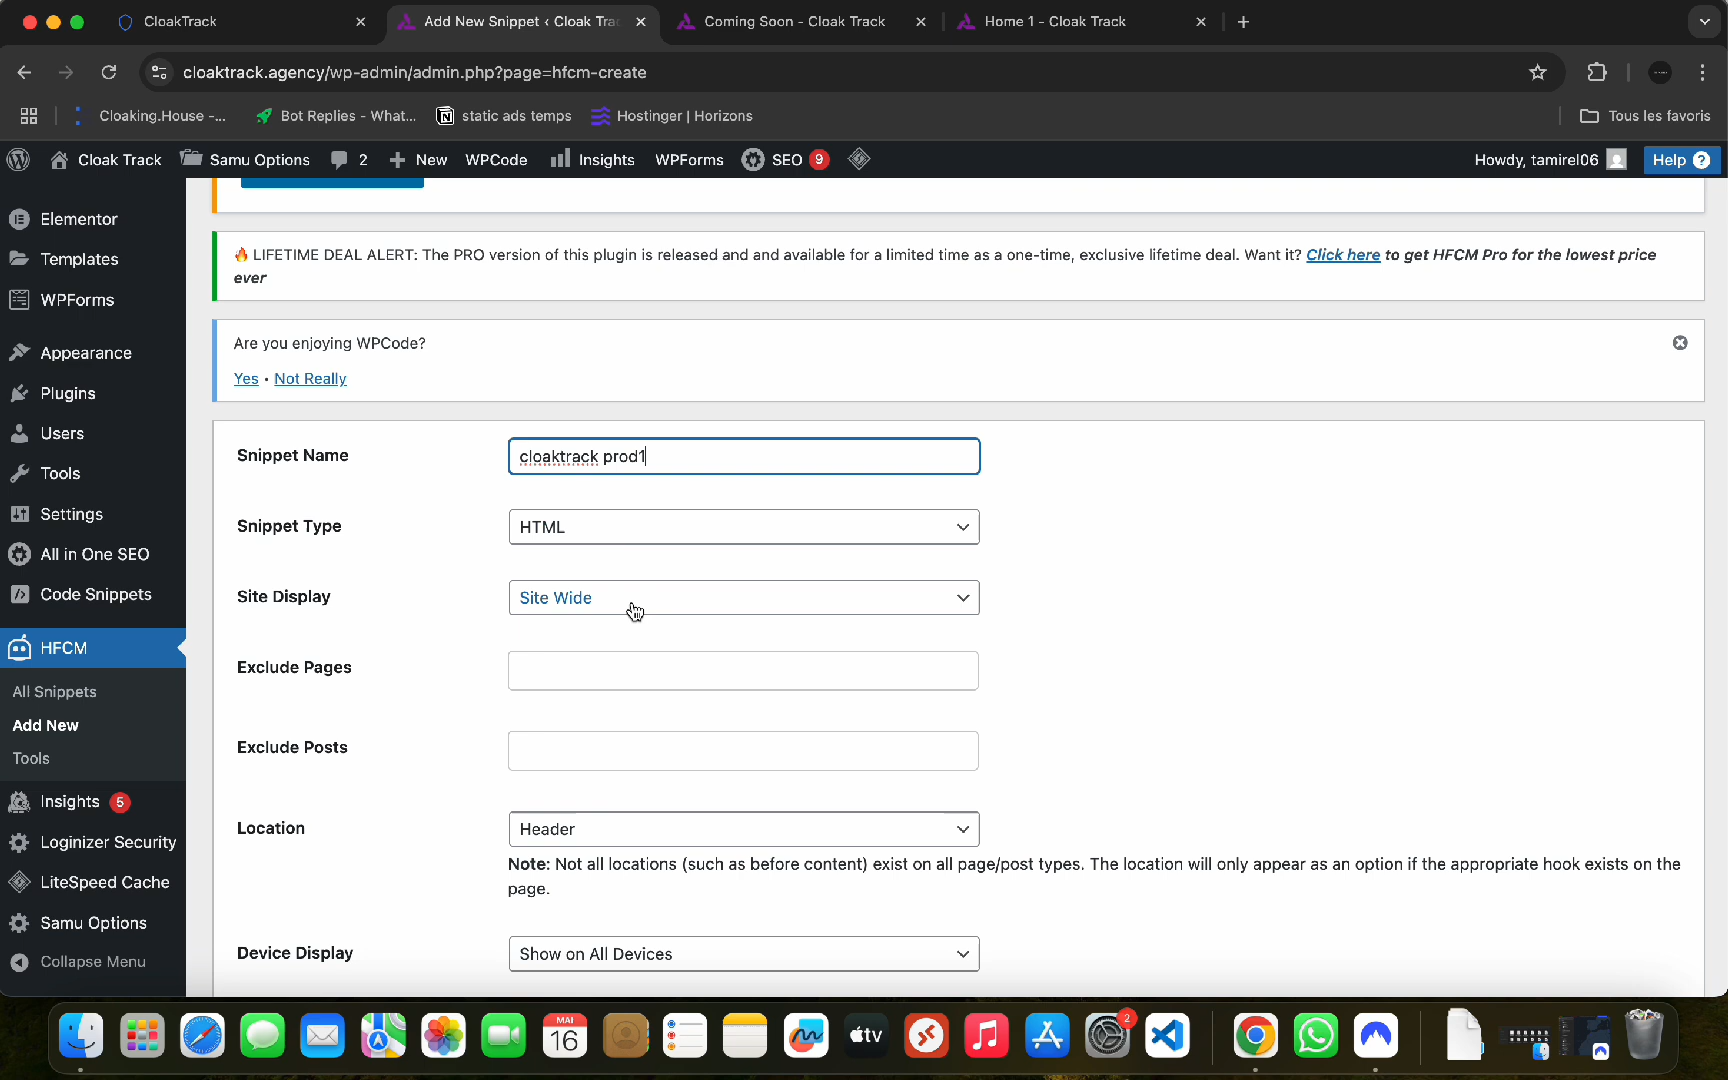 CloakTrack
Add New Snippet ‹ Cloak Trac
Coming Soon - Cloak Track
Home 1 - Cloak Track
cloaktrack.agency/wp-admin/admin.php?page=hfcm-create
Cloaking.House -...
Bot Replies - What...
static ads temps
Hostinger | Horizons
Tous les favoris
Cloak Track
Samu Options
2
New
WPCode
Insights
WPForms
SEO 9
Howdy, tamirel06
Help ?
Elementor
Templates
WPForms
Appearance
Plugins
Users
Tools
Settings
All in One SEO
Code Snippets
HFCM
All Snippets
Add New
Tools
Insights 5
Loginizer Security
LiteSpeed Cache
Samu Options
Collapse Menu
🔥 LIFETIME DEAL ALERT: The PRO version of this plugin is released and and available for a limited time as a one-time, exclusive lifetime deal. Want it? Click here to get HFCM Pro for the lowest price
ever
Are you enjoying WPCode?
Yes • Not Really
Snippet Name
cloaktrack prod1
Snippet Type
HTML
Site Display
Site Wide
Exclude Pages
Exclude Posts
Location
Header
Note: Not all locations (such as before content) exist on all page/post types. The location will only appear as an option if the appropriate hook exists on the
page.
Device Display
Show on All Devices
MAI
16
tv
2